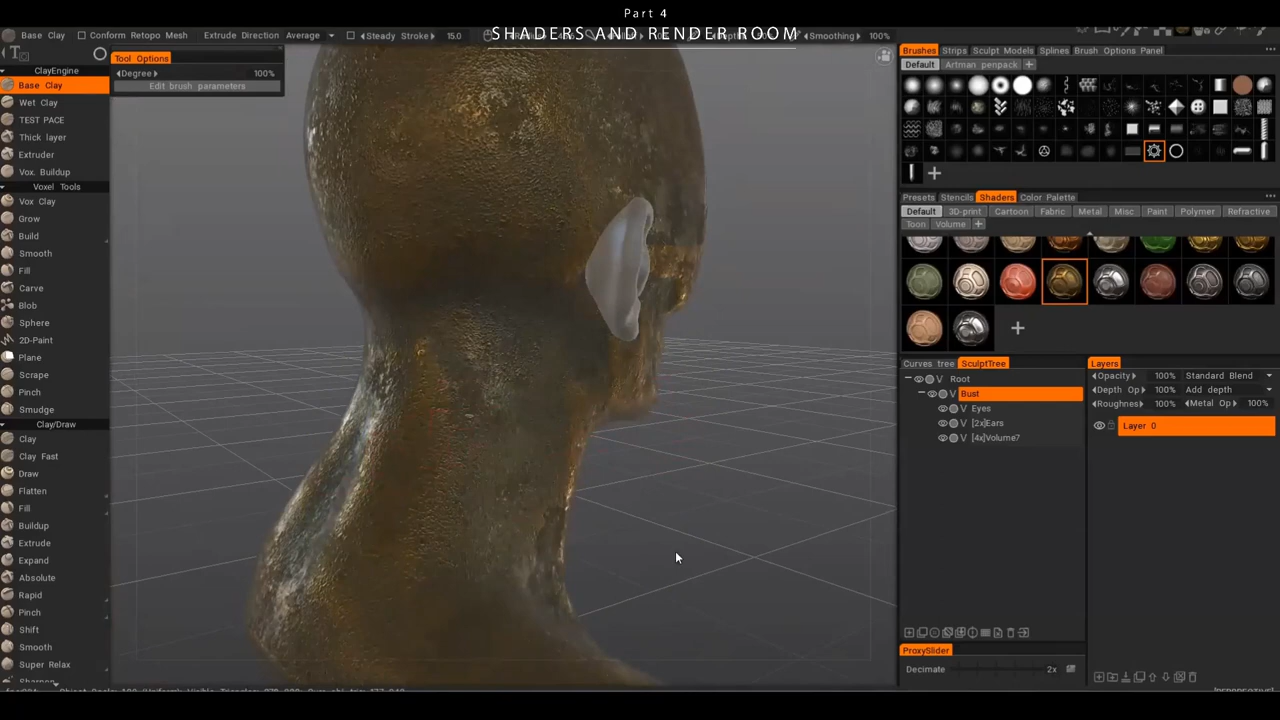 Part 4
SHADERS AND RENDER ROOM
Base Clay Conform Retopo Mesh Extrude Direction Average Steady Stroke 15.0 Smoothing 100%
Tool Options
Degree 100%
Edit brush parameters
ClayEngine
Base Clay
Wet Clay
TEST PACE
Thick layer
Extruder
Vox. Buildup
Voxel Tools
Vox Clay
Grow
Build
Smooth
Fill
Carve
Blob
Sphere
2D-Paint
Plane
Scrape
Pinch
Smudge
Clay/Draw
Clay
Clay Fast
Draw
Flatten
Fill
Buildup
Extrude
Expand
Absolute
Rapid
Pinch
Shift
Smooth
Super Relax
Brushes Strips Sculpt Models Splines Brush Options Panel
Default Artman penpack
Presets Stencils Shaders Color Palette
Default 3D-print Cartoon Fabric Metal Misc Paint Polymer Refractive
Toon Volume
Curves tree SculptTree
V Root
V Bust
V Eyes
V [2x]Ears
V [4x]Volume7
Layers
Opacity 100% Standard Blend
Depth Op 100% Add depth
Roughness 100% Metal Op 100%
Layer 0
ProxySlider
Decimate 2x